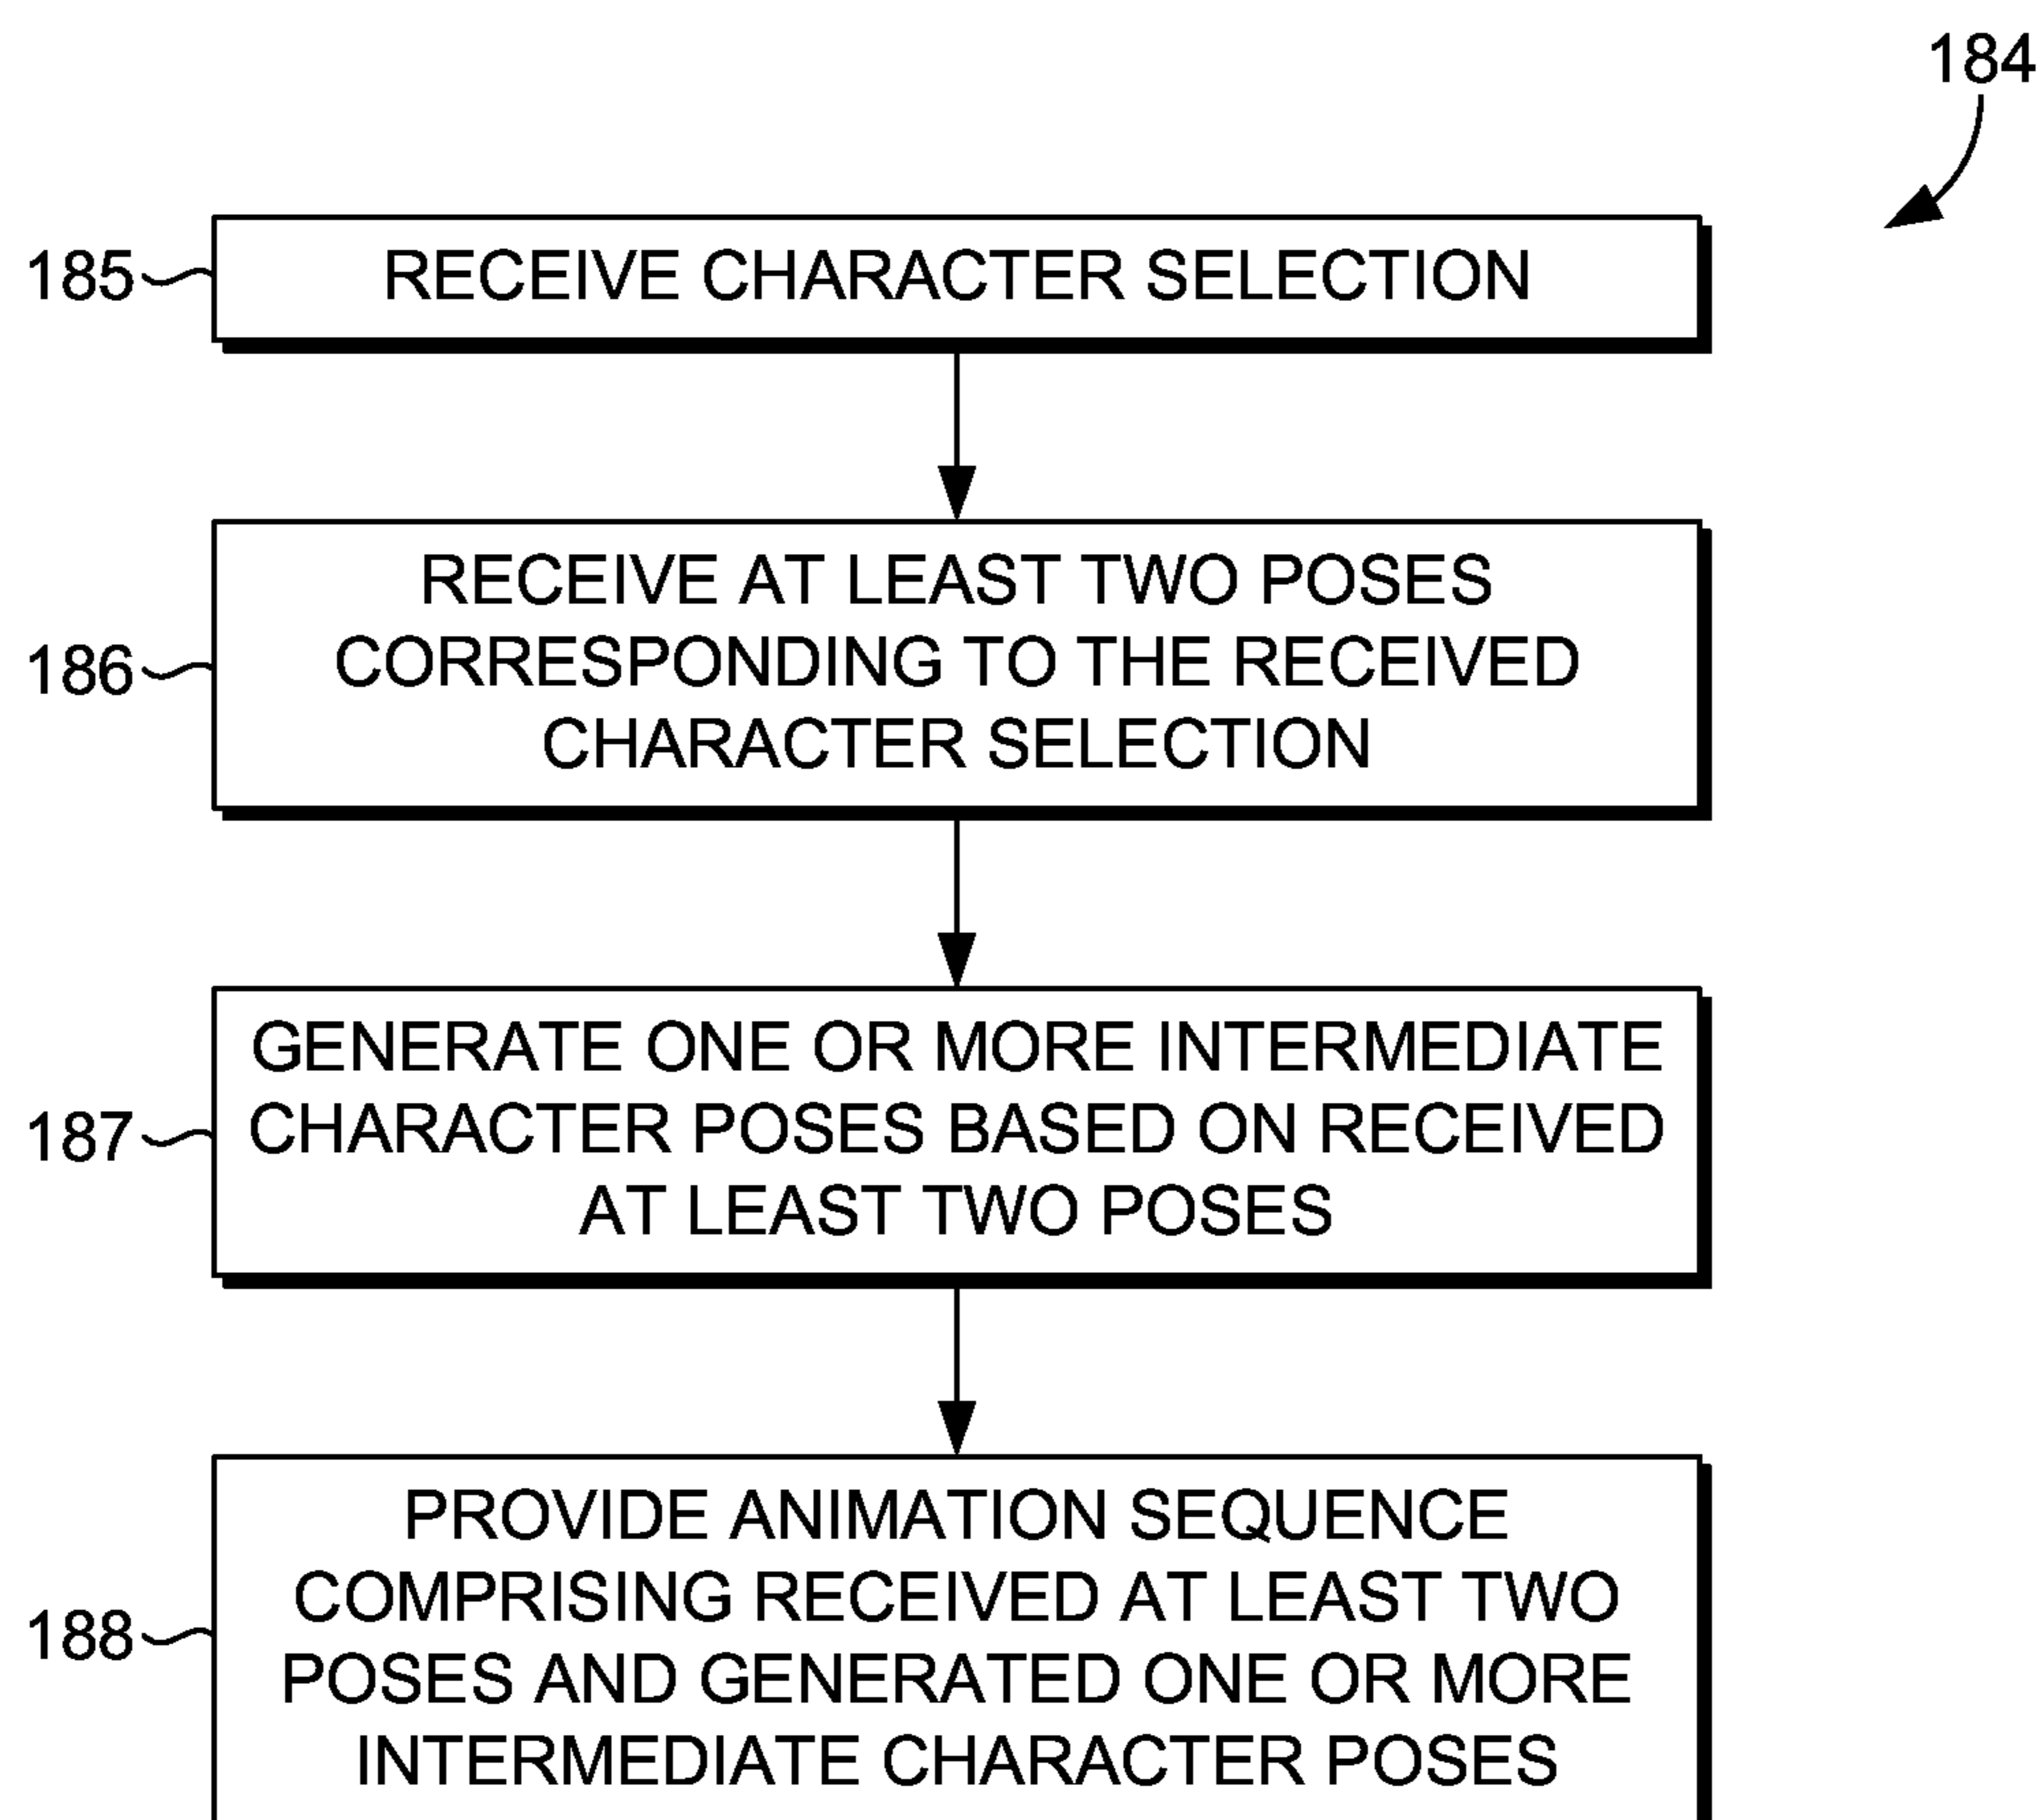 184
185
RECEIVE CHARACTER SELECTION
186
RECEIVE AT LEAST TWO POSES
CORRESPONDING TO THE RECEIVED
CHARACTER SELECTION
187
GENERATE ONE OR MORE INTERMEDIATE
CHARACTER POSES BASED ON RECEIVED
AT LEAST TWO POSES
188
PROVIDE ANIMATION SEQUENCE
COMPRISING RECEIVED AT LEAST TWO
POSES AND GENERATED ONE OR MORE
INTERMEDIATE CHARACTER POSES